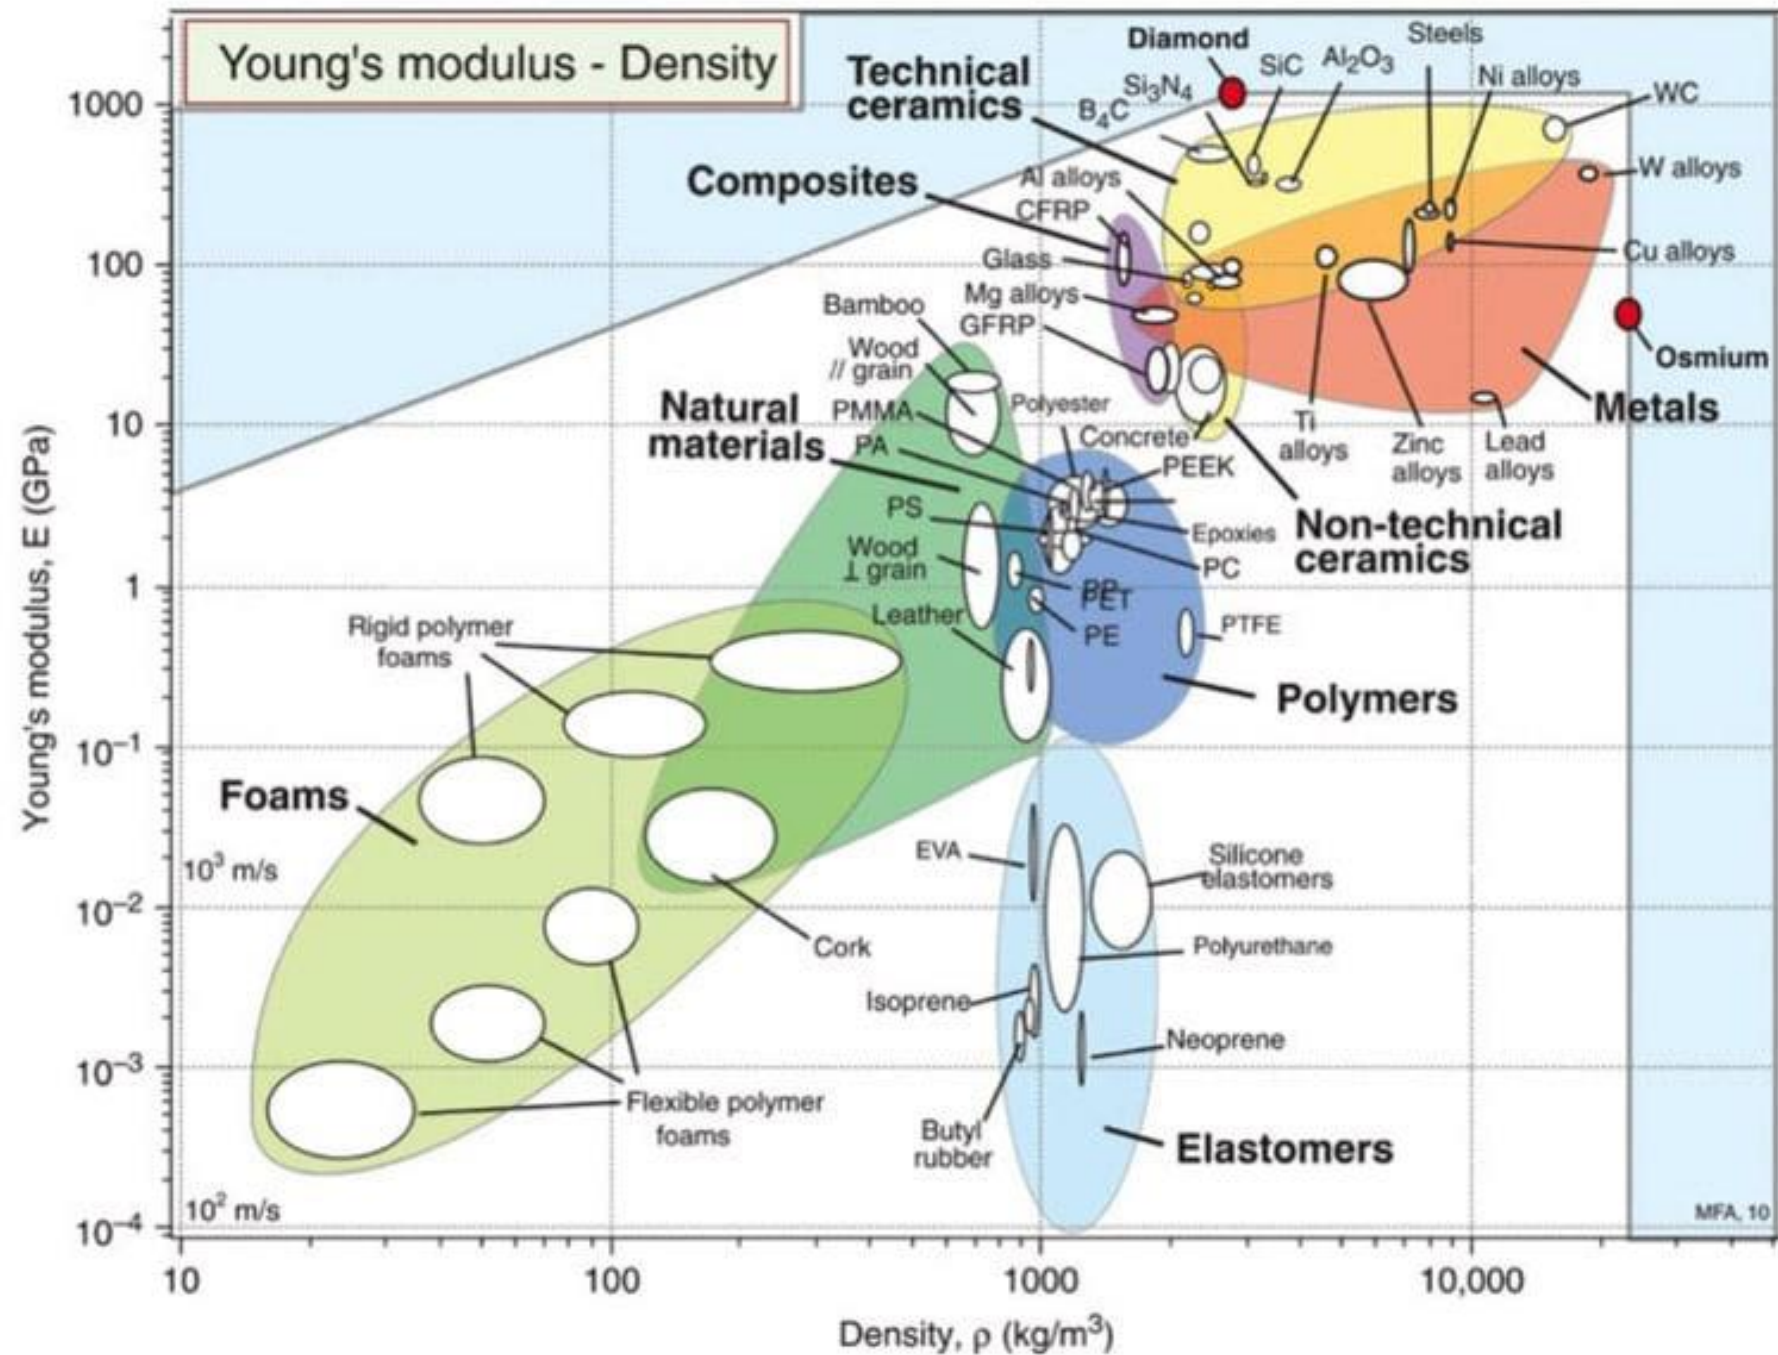 Young's modulus - Density
Diamond
Steels
Technical
ceramics
SiC
Al₂O₃
Si₃N₄
Ni alloys
B₄C
WC
1000
Composites
Al alloys
W alloys
CFRP
Glass
Cu alloys
100
Mg alloys
Bamboo
GFRP
Wood
// grain
Osmium
Natural
materials
PMMA
Polyester
Metals
10
PA
Concrete
Ti
alloys
Zinc
alloys
Lead
alloys
PEEK
PS
Epoxies
Non-technical
ceramics
Wood
⊥ grain
PC
1
PP
PET
Leather
PE
PTFE
Rigid polymer
foams
Polymers
10⁻¹
Foams
10³ m/s
EVA
Silicone
elastomers
10⁻²
Cork
Polyurethane
Isoprene
Neoprene
10⁻³
Flexible polymer
foams
Butyl
rubber
Elastomers
10² m/s
MFA, 10
10⁻⁴
10
100
1000
10,000
Density, ρ (kg/m³)
Young's modulus, E (GPa)